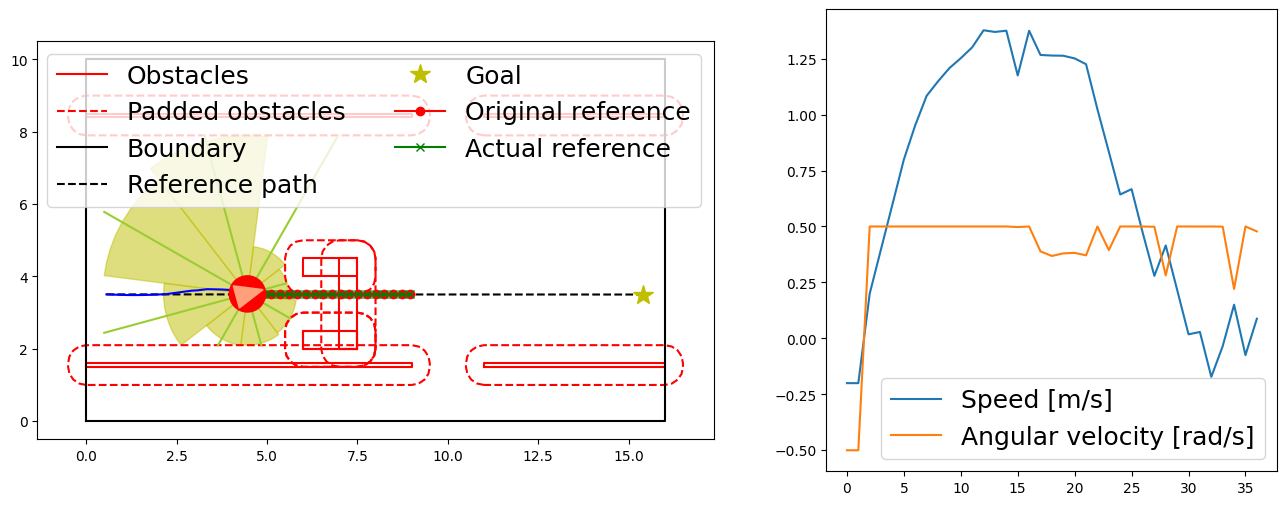 10
8
6
4
2
0
Obstacles
Padded obstacles
Boundary
Reference path
Goal
Original reference
Actual reference
0.0 2.5 5.0 7.5 10.0 12.5 15.0
1.25
1.00
0.75
0.50
0.25
0.00
−0.25
−0.50
Speed [m/s]
Angular velocity [rad/s]
0 5 10 15 20 25 30 35